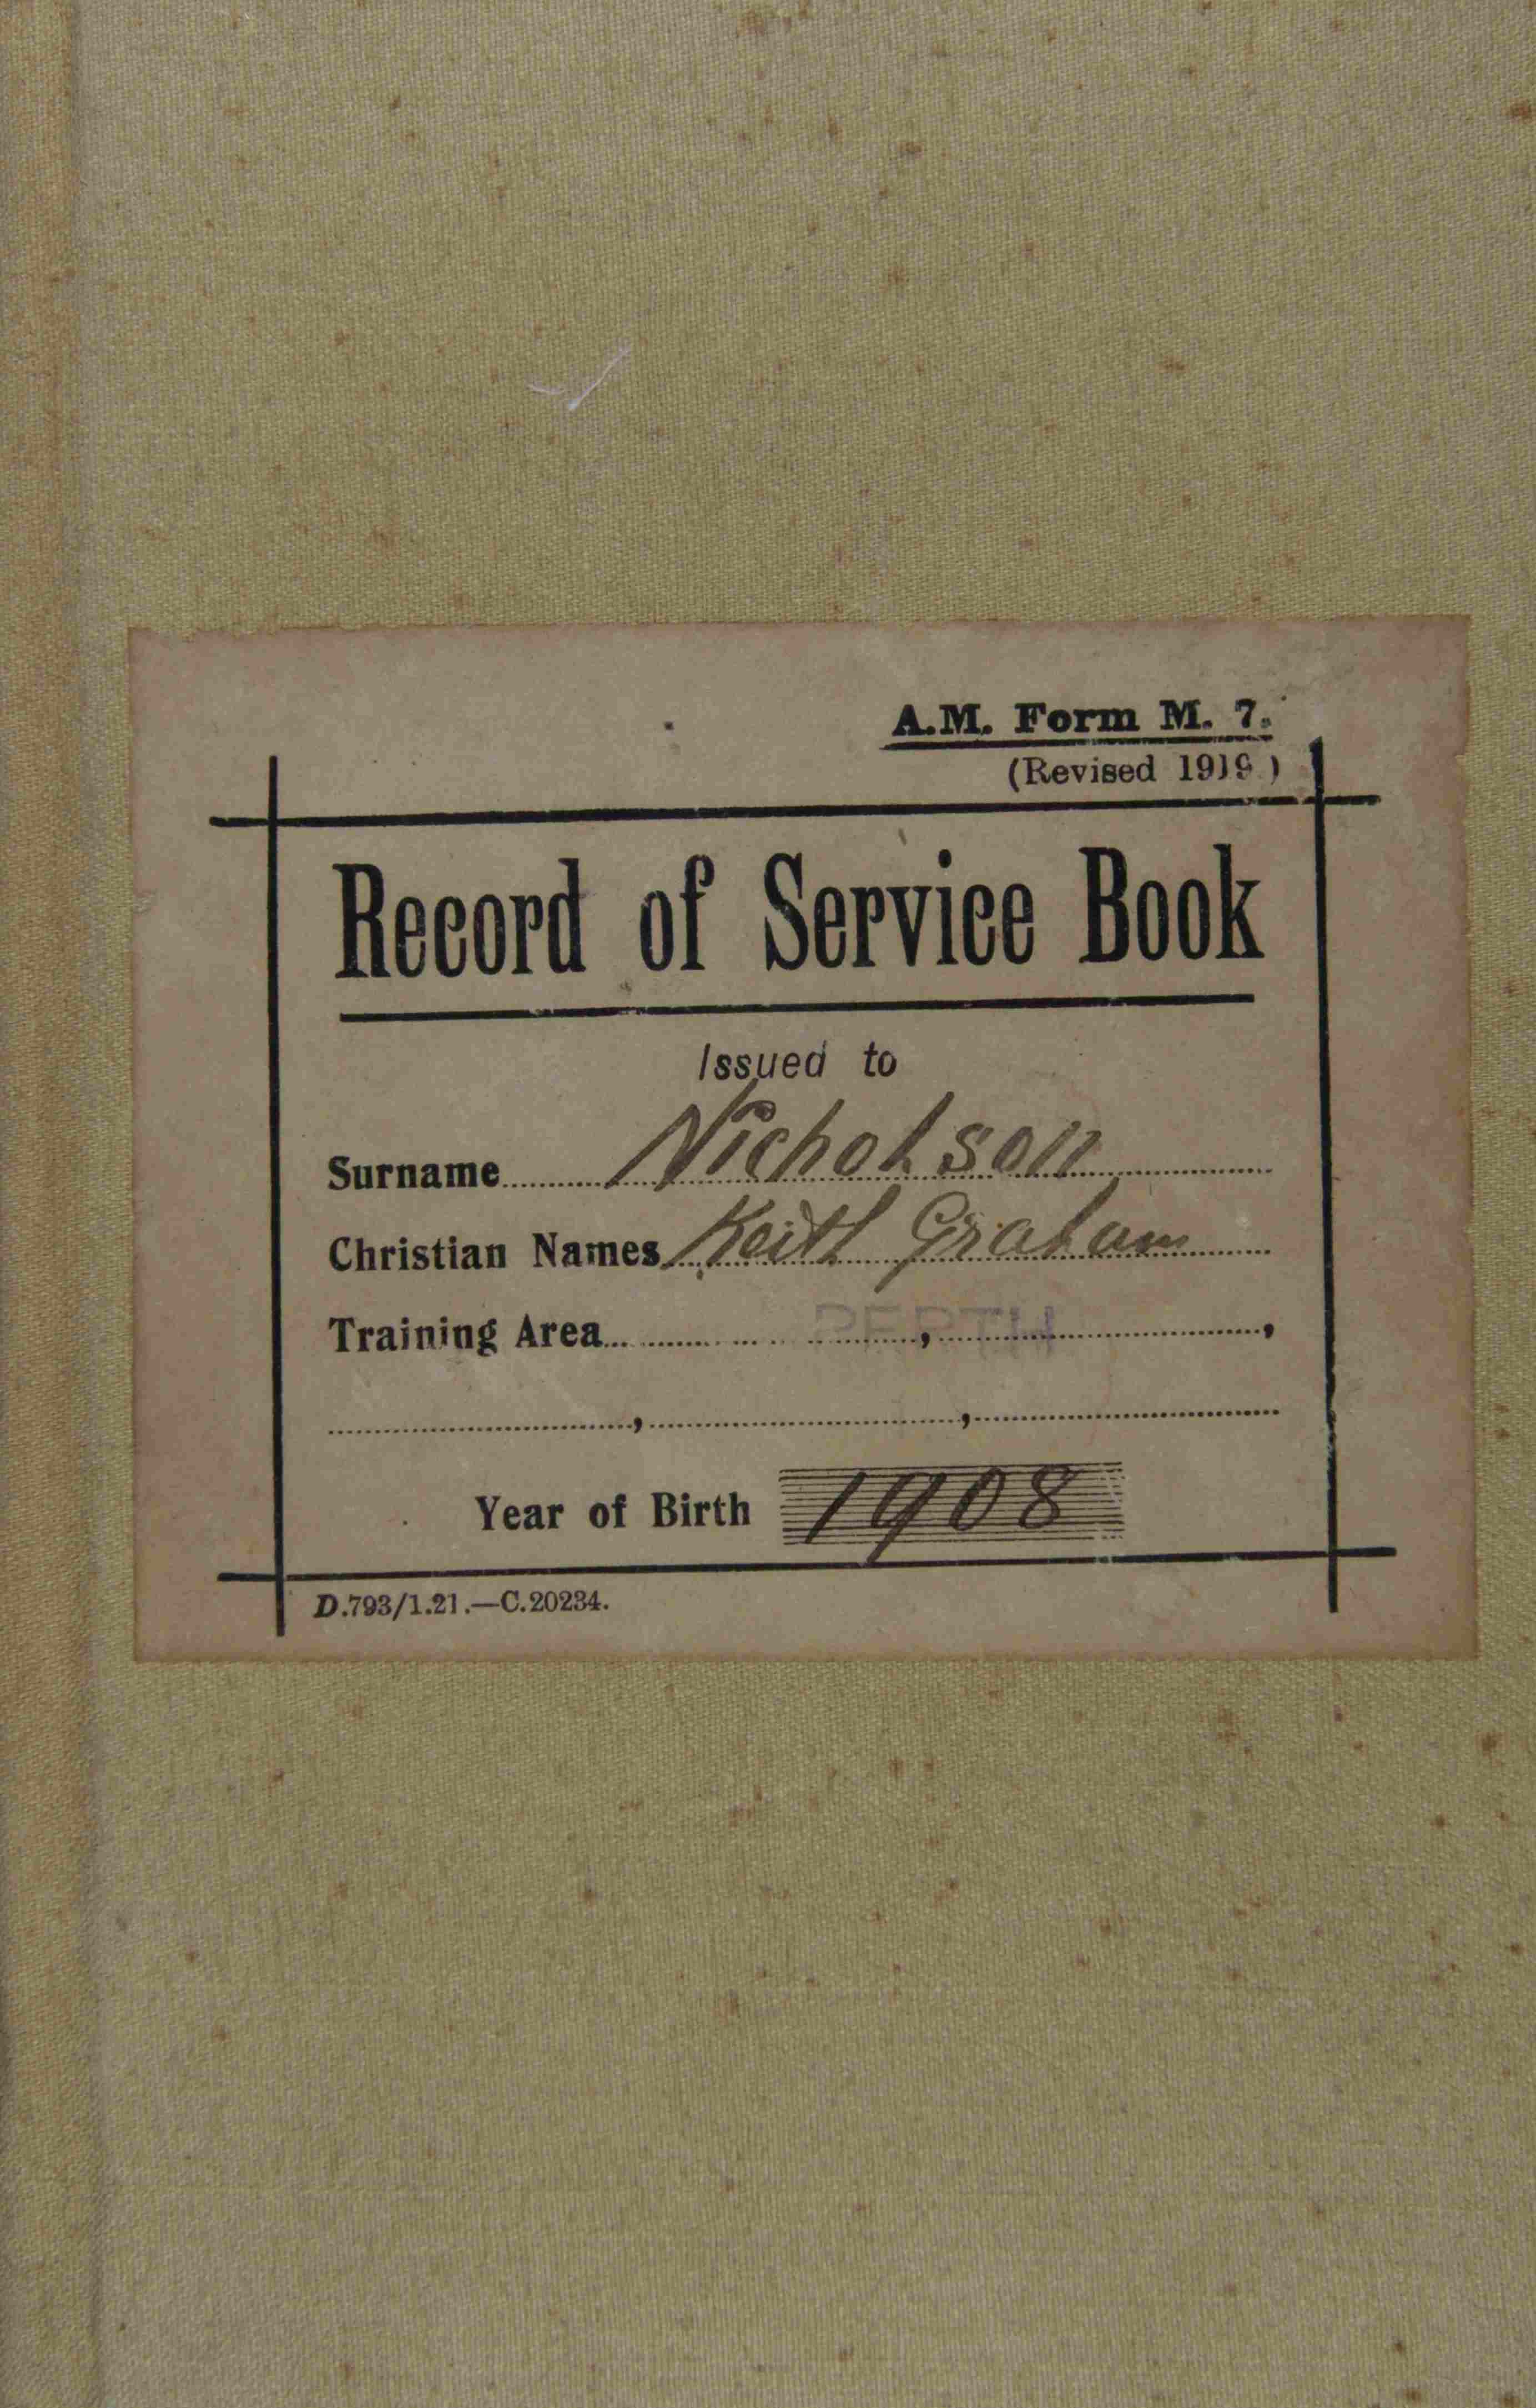 A.M. Form M. 7.
(Revised 1919)
Record of Service Book
Issued to
Surname Nicholson
Christian Names Keith Graham
Training Area PERTH
Year of Birth 1908
D.793/1.21.—C.20234.